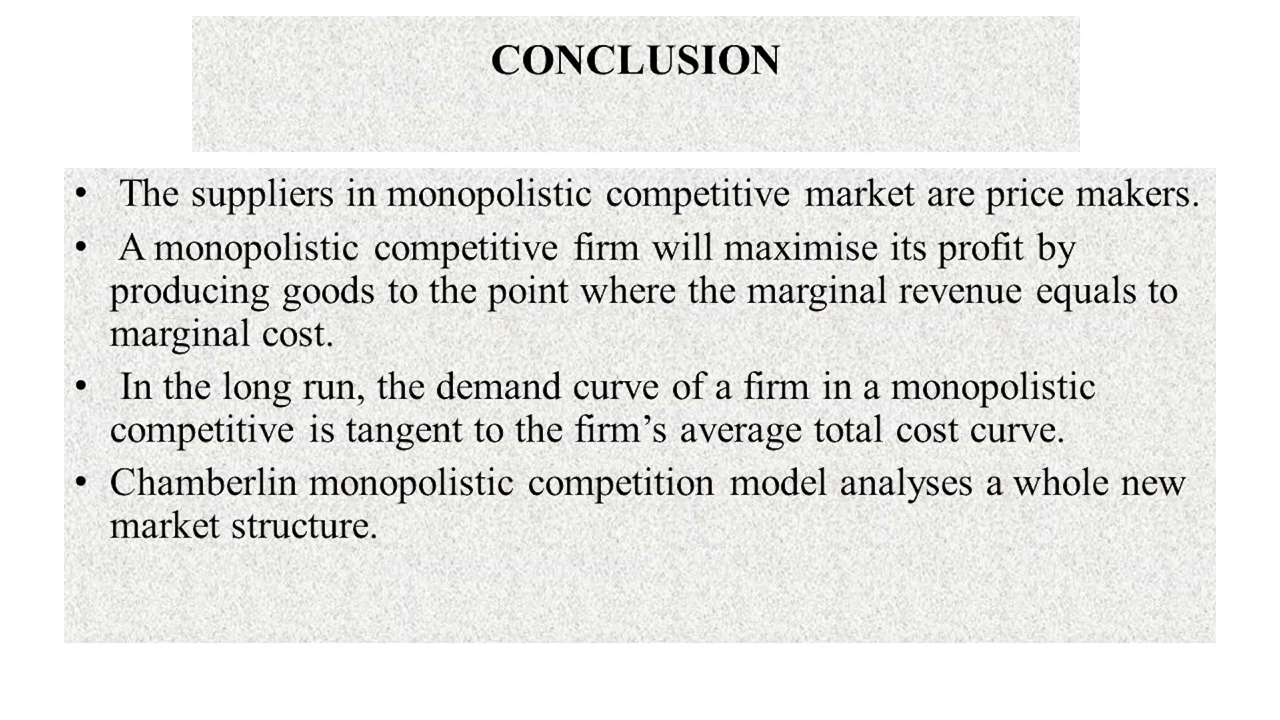 CONCLUSION
• The suppliers in monopolistic competitive market are price makers.
• A monopolistic competitive firm will maximise its profit by
producing goods to the point where the marginal revenue equals to
marginal cost.
• In the long run, the demand curve of a firm in a monopolistic
competitive is tangent to the firm’s average total cost curve.
• Chamberlin monopolistic competition model analyses a whole new
market structure.